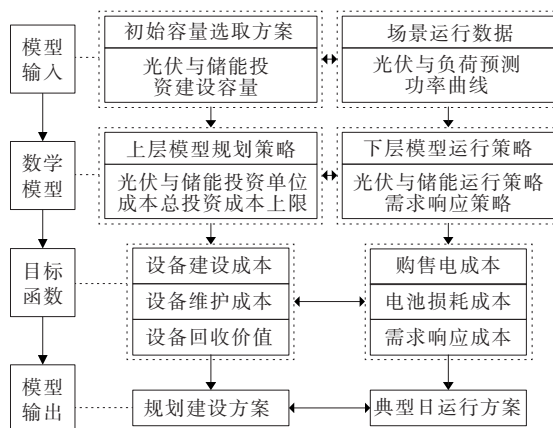 模型
输入
初始容量选取方案
光伏与储能投
资建设容量
场景运行数据
光伏与负荷预测
功率曲线
数学
模型
上层模型规划策略
光伏与储能投资单位
成本总投资成本上限
下层模型运行策略
光伏与储能运行策略
需求响应策略
目标
函数
设备建设成本
设备维护成本
设备回收价值
购售电成本
电池损耗成本
需求响应成本
模型
输出
规划建设方案
典型日运行方案